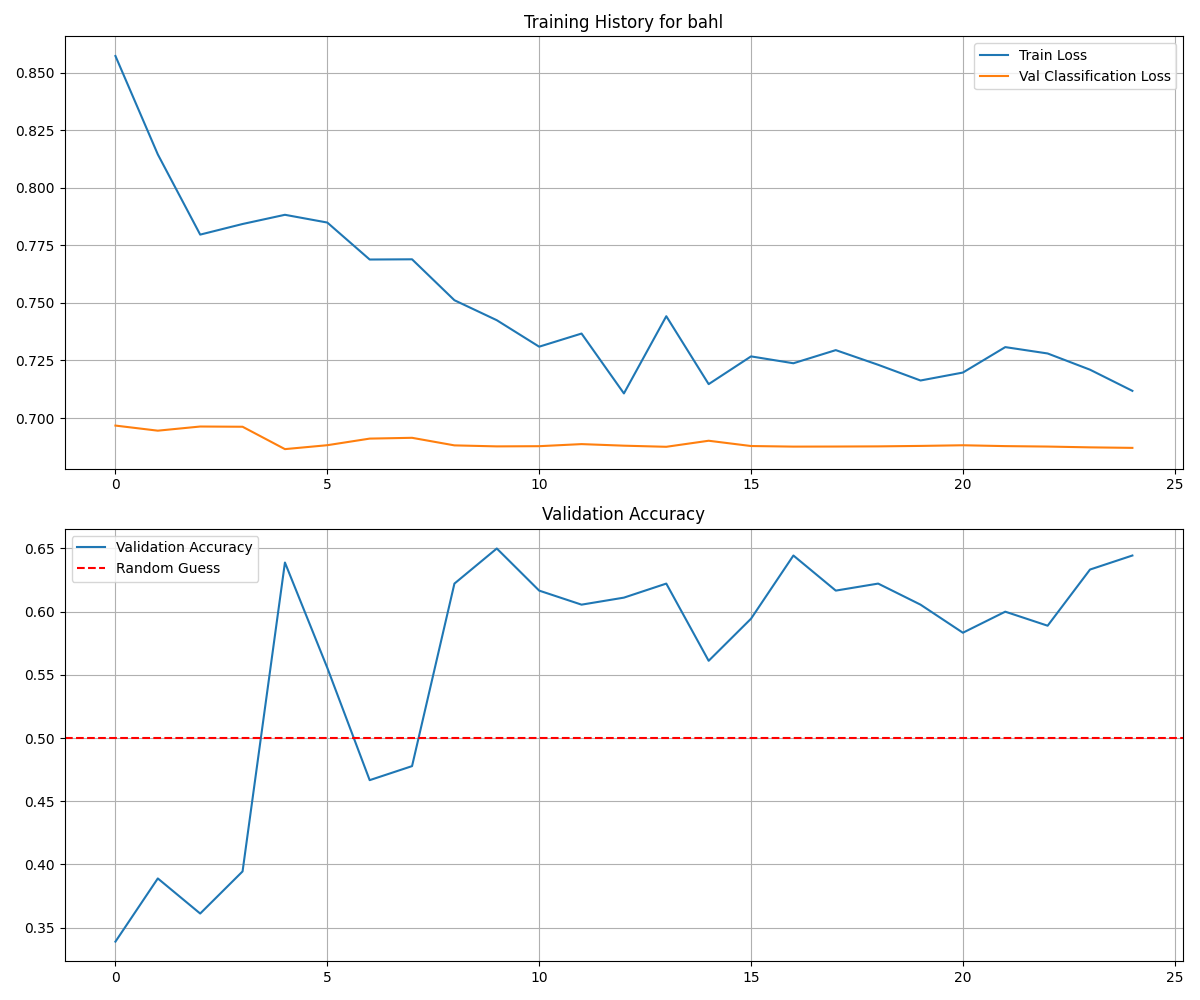 Training History for bahl
Train Loss
Val Classification Loss
0.850
0.825
0.800
0.775
0.750
0.725
0.700
0 5 10 15 20 25
Validation Accuracy
Validation Accuracy
Random Guess
0.65
0.60
0.55
0.50
0.45
0.40
0.35
0 5 10 15 20 25